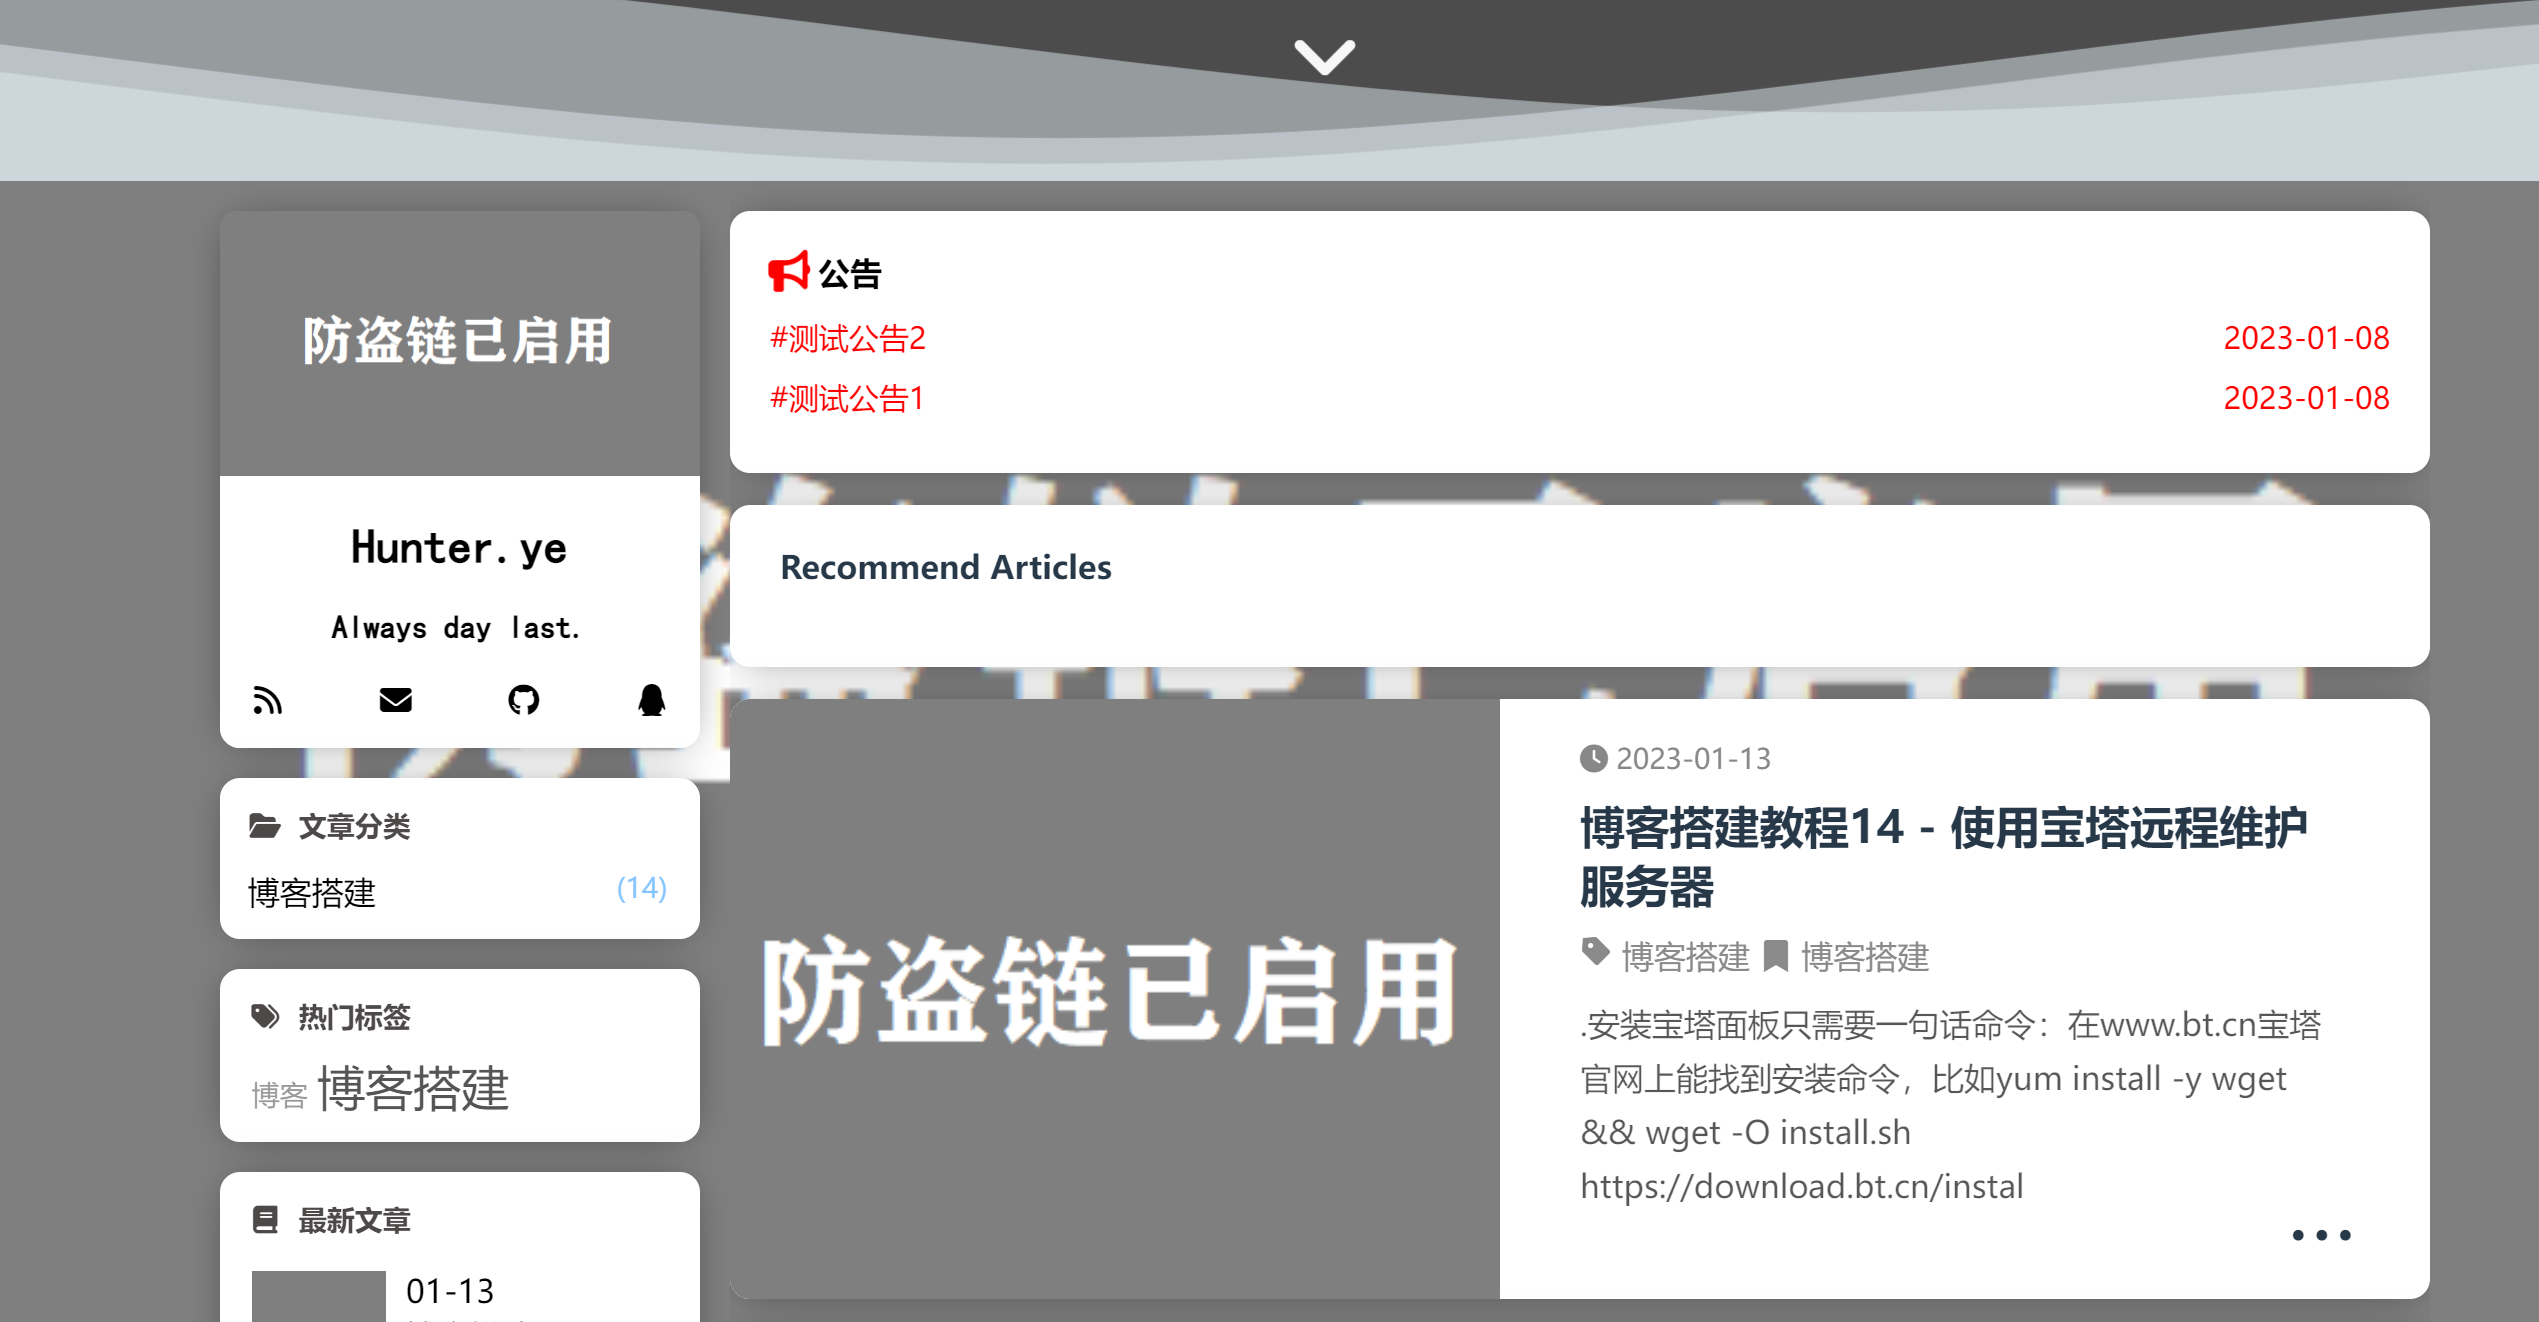 防盗链已启用
Hunter.ye
Always day last.
文章分类
博客搭建 (14)
热门标签
博客 博客搭建
最新文章
01-13
公告
#测试公告2 2023-01-08
#测试公告1 2023-01-08
Recommend Articles
防盗链已启用
2023-01-13
博客搭建教程14 - 使用宝塔远程维护
服务器
博客搭建 博客搭建
.安装宝塔面板只需要一句话命令：在www.bt.cn宝塔
官网上能找到安装命令，比如yum install -y wget
&& wget -O install.sh
https://download.bt.cn/instal